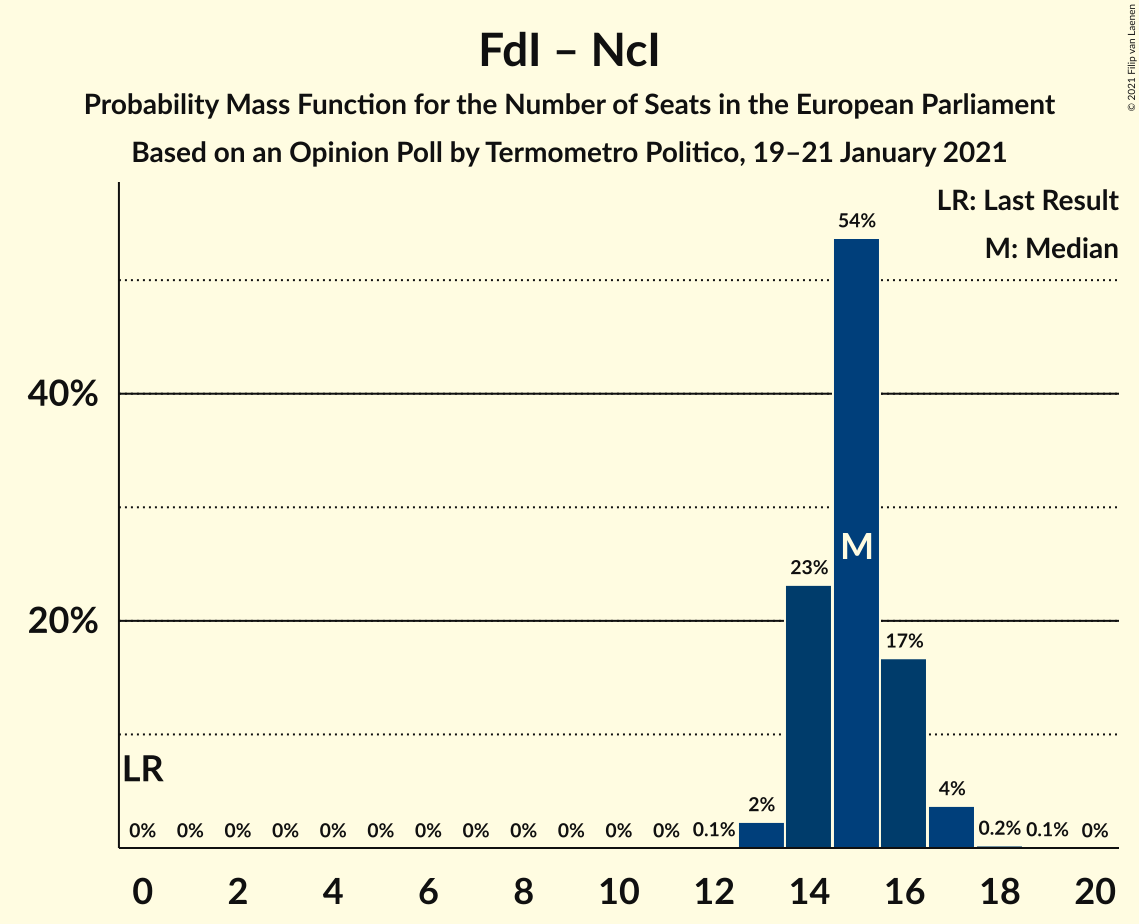 FdI – NcI
Probability Mass Function for the Number of Seats in the European Parliament
Based on an Opinion Poll by Termometro Politico, 19–21 January 2021
© 2021 Filip van Laenen
LR: Last Result
M: Median
54%
40%
M
23%
20%
17%
LR
4%
2%
0% 0% 0% 0% 0% 0% 0% 0% 0% 0% 0% 0% 0.1% 0.2% 0.1% 0%
0 2 4 6 8 10 12 14 16 18 20